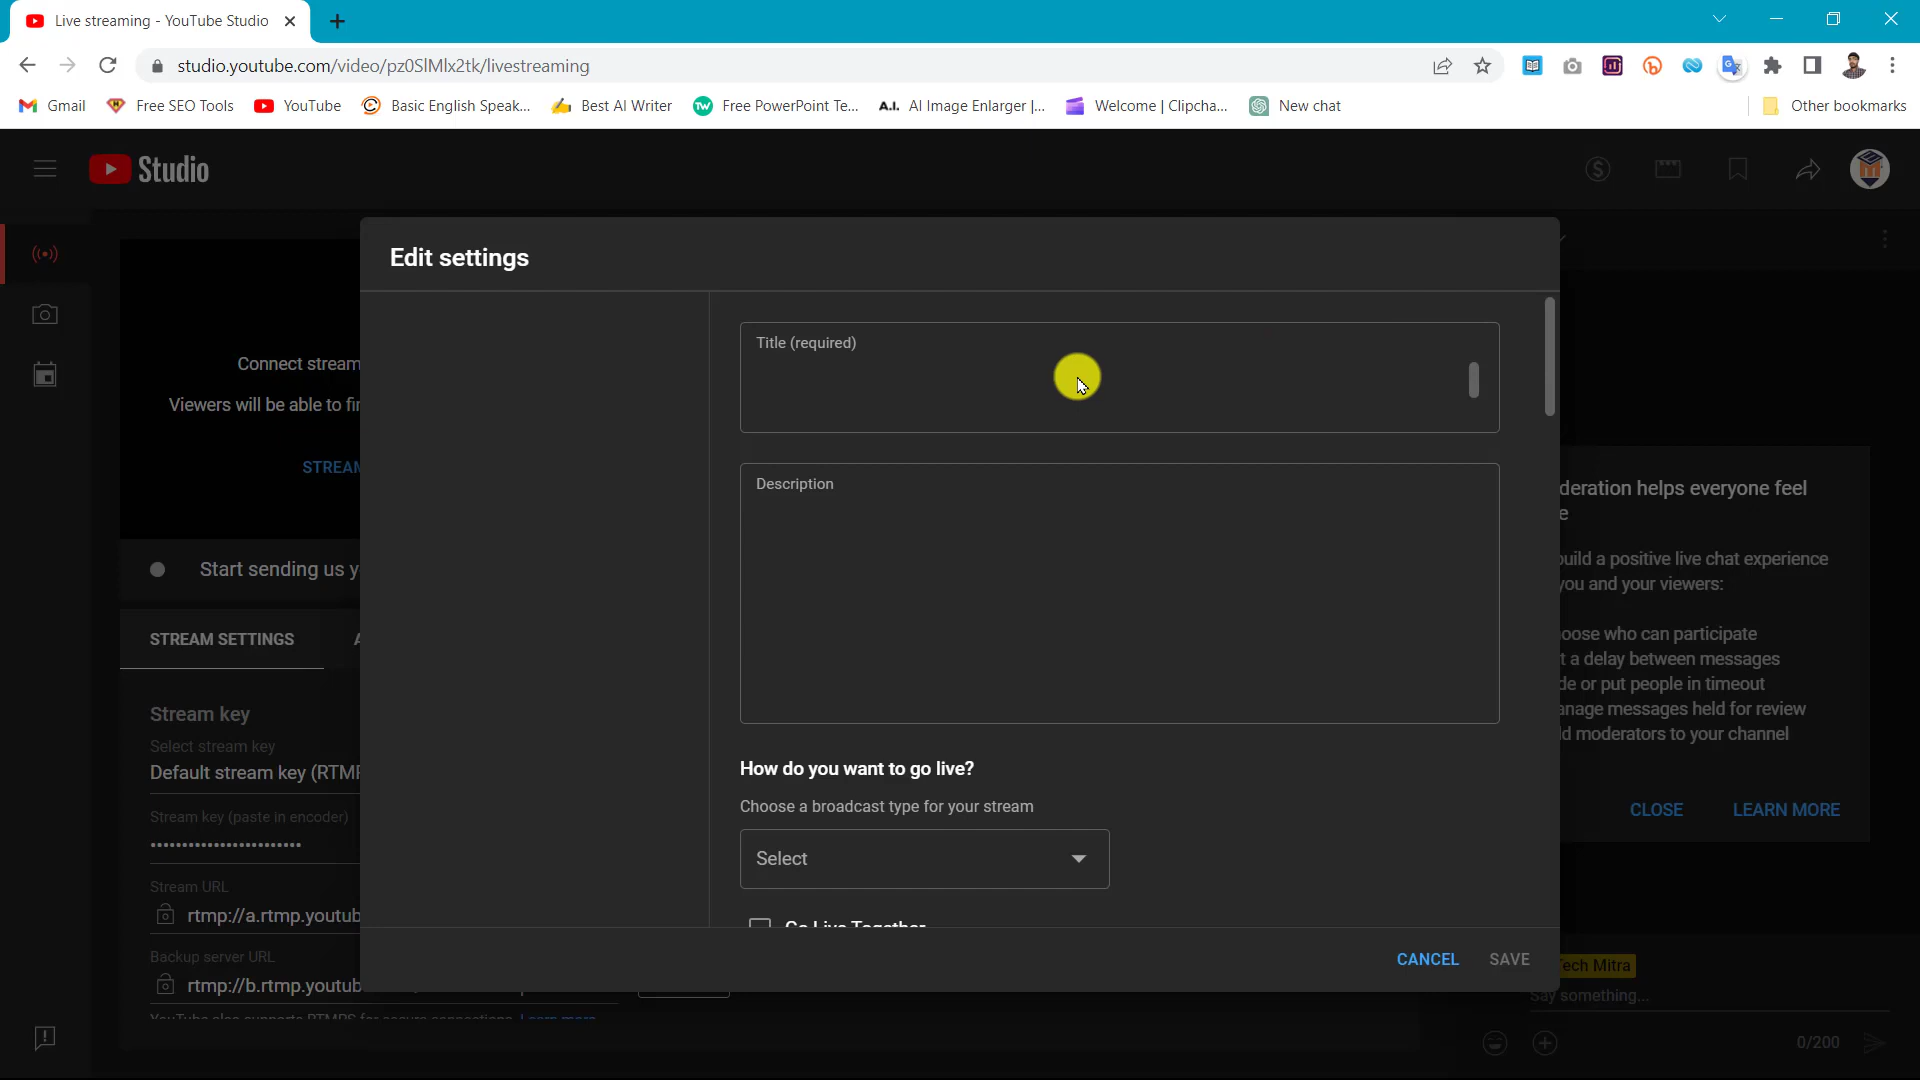 Live streaming - YouTube Studio
studio.youtube.com/video/pz0SlMlx2tk/livestreaming
Gmail
Free SEO Tools
YouTube
Basic English Speak...
Best AI Writer
Free PowerPoint Te...
A.I. AI Image Enlarger |...
Welcome | Clipcha...
New chat
Other bookmarks
Studio
Edit settings
Title (required)
Description
How do you want to go live?
Choose a broadcast type for your stream
Select
Go Live Together
CANCEL
SAVE
Connect stream
Viewers will be able to fin
STREAM
Start sending us y
STREAM SETTINGS
Stream key
Select stream key
Default stream key (RTMP
Stream key (paste in encoder)
Stream URL
rtmp://a.rtmp.youtub
Backup server URL
rtmp://b.rtmp.youtub
YouTube also supports RTMPS for secure connections. Learn more
deration helps everyone feel
e
build a positive live chat experience
you and your viewers:
oose who can participate
t a delay between messages
de or put people in timeout
anage messages held for review
d moderators to your channel
CLOSE
LEARN MORE
Tech Mitra
Say something...
0/200